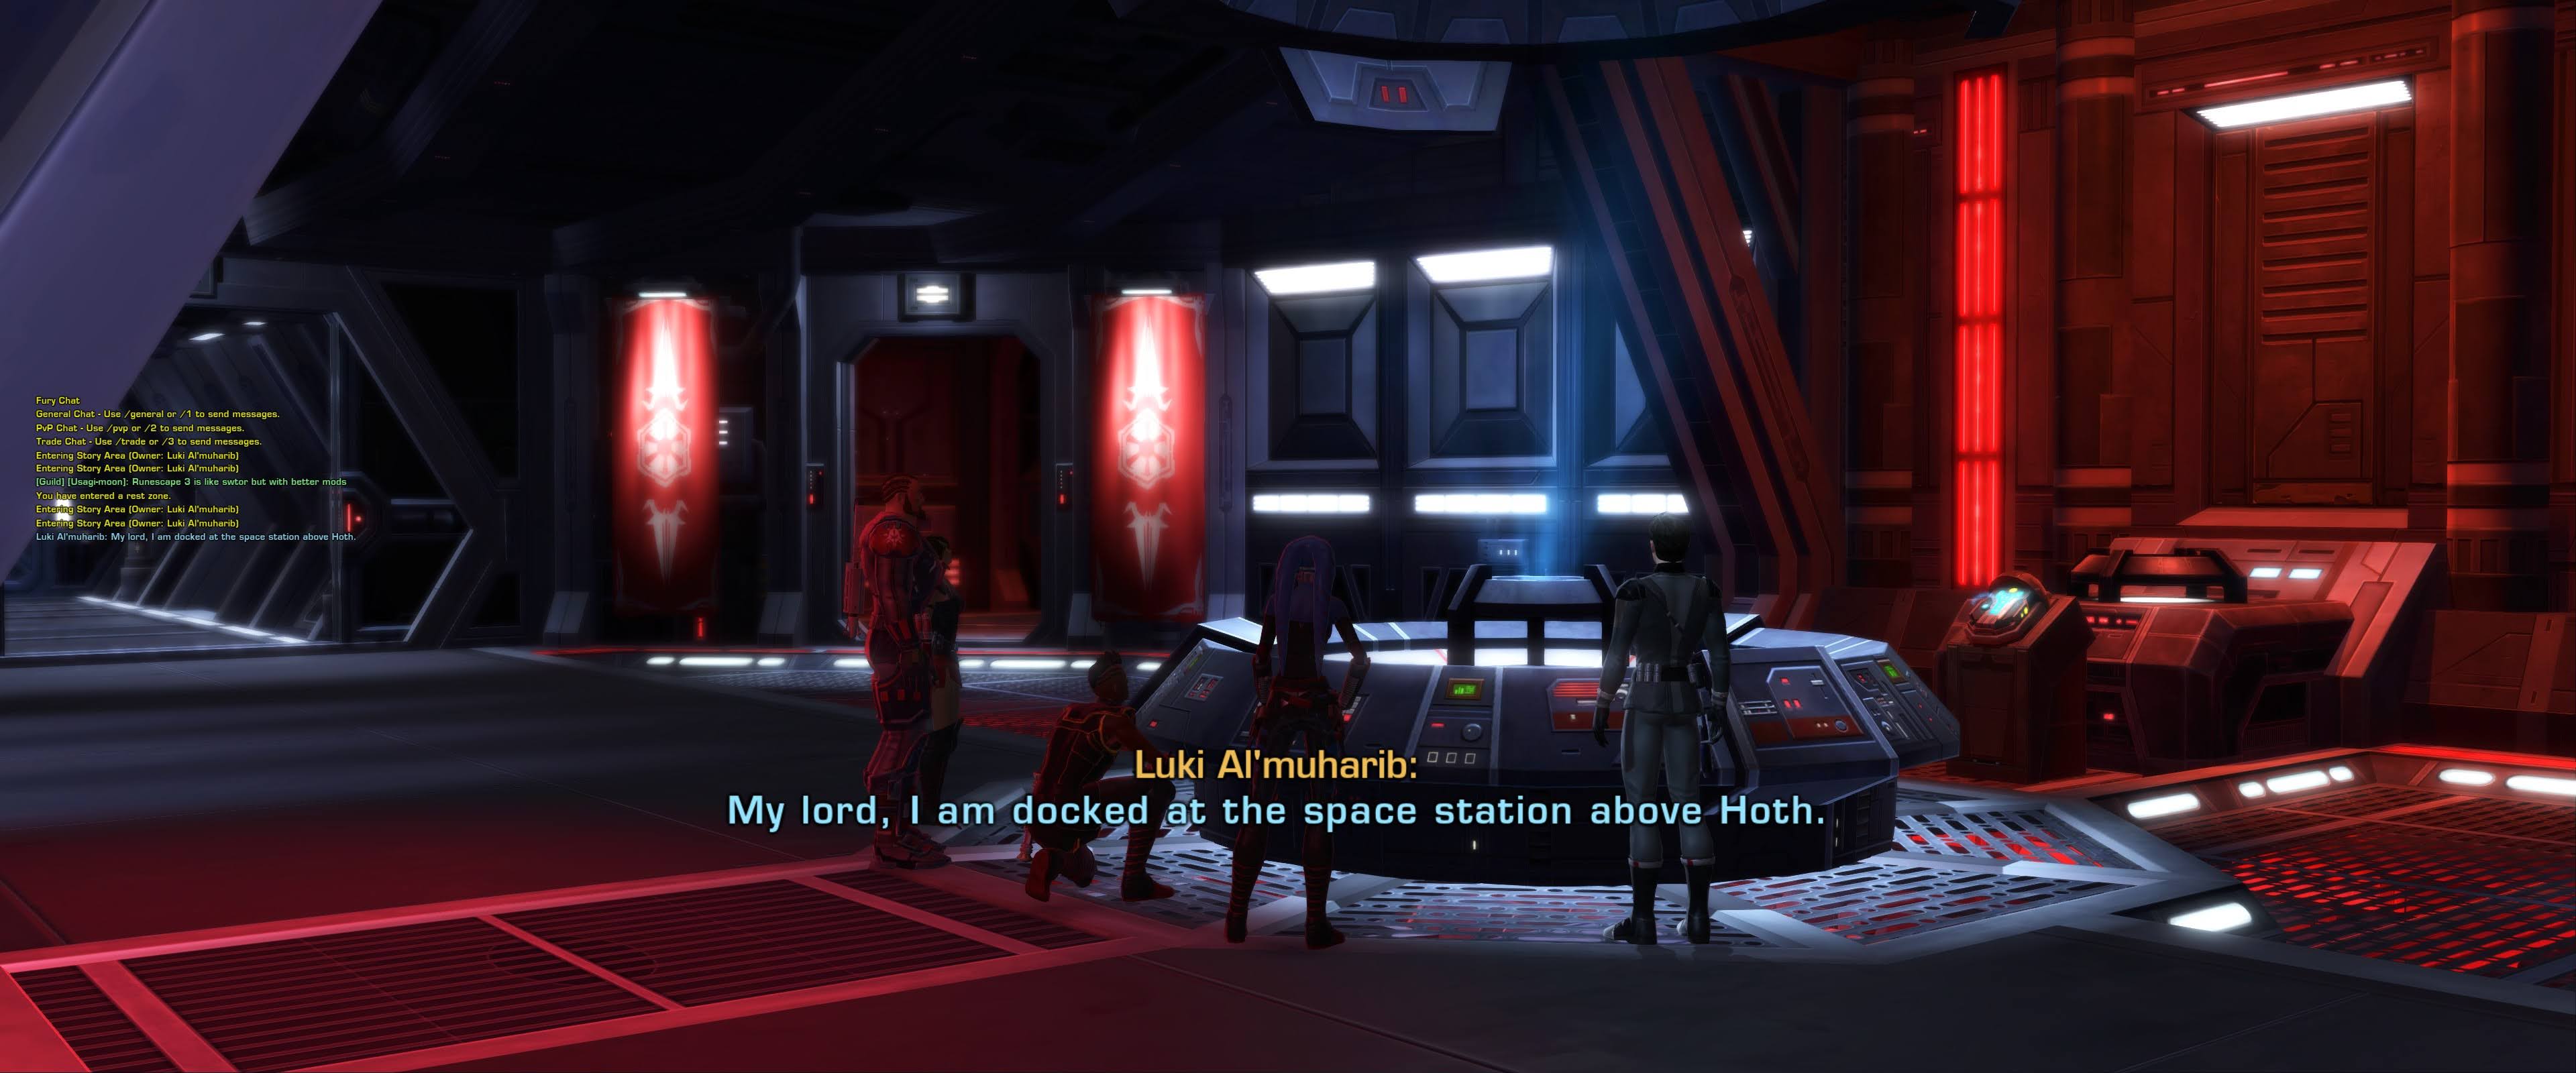 Fury Chat
General Chat - Use /general or /1 to send messages.
PvP Chat - Use /pvp or /2 to send messages.
Trade Chat - Use /trade or /3 to send messages.
Entering Story Area (Owner: Luki Al'muharib)
Entering Story Area (Owner: Luki Al'muharib)
[Guild] [Usagi-moon]: Runescape 3 is like swtor but with better mods
You have entered a rest zone.
Entering Story Area (Owner: Luki Al'muharib)
Entering Story Area (Owner: Luki Al'muharib)
Luki Al'muharib: My lord, I am docked at the space station above Hoth.
Luki Al'muharib:
My lord, I am docked at the space station above Hoth.